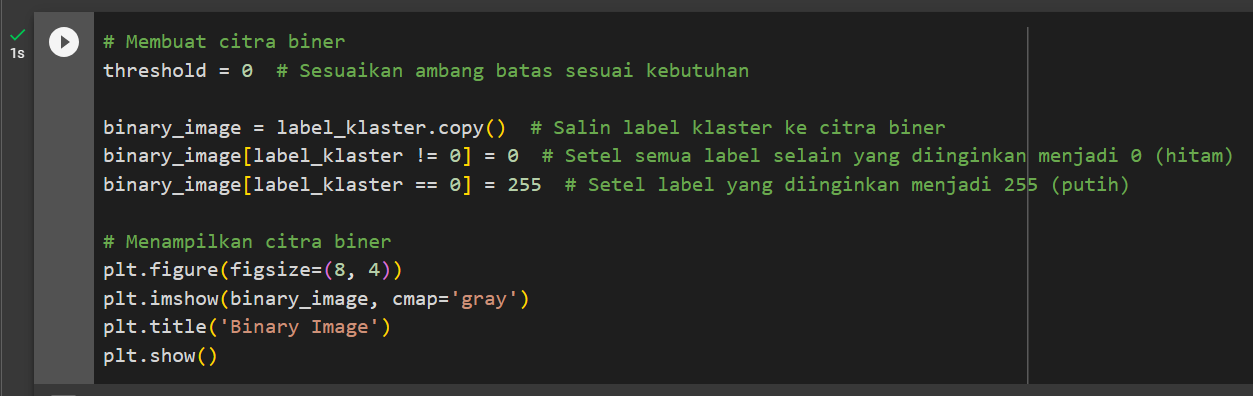 1s
# Membuat citra biner
threshold = 0  # Sesuaikan ambang batas sesuai kebutuhan
binary_image = label_klaster.copy()  # Salin label klaster ke citra biner
binary_image[label_klaster != 0] = 0  # Setel semua label selain yang diinginkan menjadi 0 (hitam)
binary_image[label_klaster == 0] = 255  # Setel label yang diinginkan menjadi 255 (putih)
# Menampilkan citra biner
plt.figure(figsize=(8, 4))
plt.imshow(binary_image, cmap='gray')
plt.title('Binary Image')
plt.show()